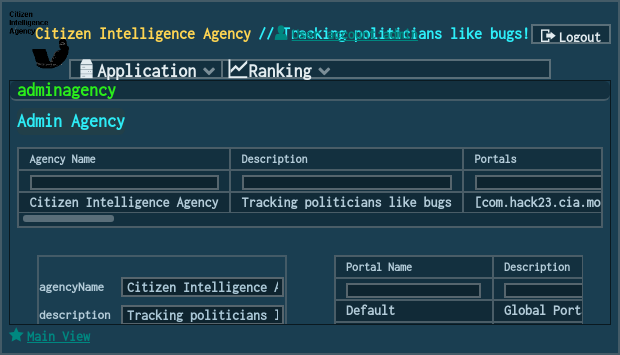 Citizen
Intelligence
Agency
Citizen Intelligence Agency // Tracking politicians like bugs!
Logout
Application Ranking
adminagency
Admin Agency
Agency Name Description Portals
Citizen Intelligence Agency Tracking politicians like bugs [com.hack23.cia.mo
agencyName Citizen Intelligence A
description Tracking politicians l
Portal Name Description
Default Global Port
Main View